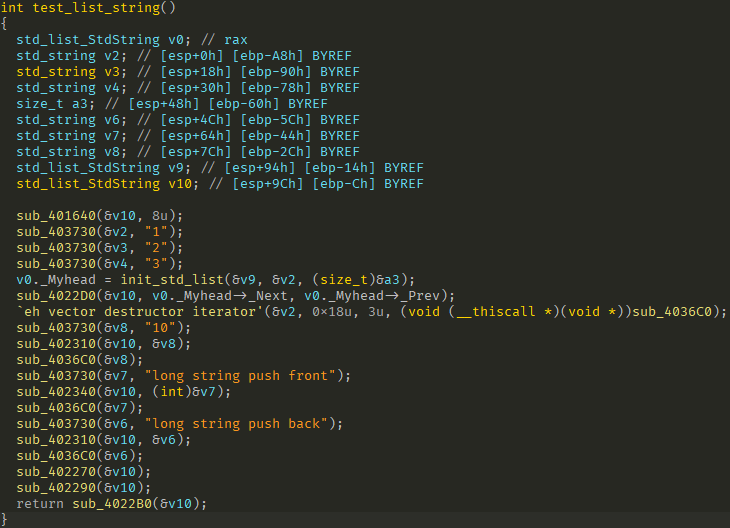 int test_list_string()
{
  std_list_StdString v0; // rax
  std_string v2; // [esp+0h] [ebp-A8h] BYREF
  std_string v3; // [esp+18h] [ebp-90h] BYREF
  std_string v4; // [esp+30h] [ebp-78h] BYREF
  size_t a3; // [esp+48h] [ebp-60h] BYREF
  std_string v6; // [esp+4Ch] [ebp-5Ch] BYREF
  std_string v7; // [esp+64h] [ebp-44h] BYREF
  std_string v8; // [esp+7Ch] [ebp-2Ch] BYREF
  std_list_StdString v9; // [esp+94h] [ebp-14h] BYREF
  std_list_StdString v10; // [esp+9Ch] [ebp-Ch] BYREF

  sub_401640(&v10, 8u);
  sub_403730(&v2, "1");
  sub_403730(&v3, "2");
  sub_403730(&v4, "3");
  v0._Myhead = init_std_list(&v9, &v2, (size_t)&a3);
  sub_4022D0(&v10, v0._Myhead->_Next, v0._Myhead->_Prev);
  `eh vector destructor iterator'(&v2, 0x18u, 3u, (void (__thiscall *)(void *))sub_4036C0);
  sub_403730(&v8, "10");
  sub_402310(&v10, &v8);
  sub_4036C0(&v8);
  sub_403730(&v7, "long string push front");
  sub_402340(&v10, (int)&v7);
  sub_4036C0(&v7);
  sub_403730(&v6, "long string push back");
  sub_402310(&v10, &v6);
  sub_4036C0(&v6);
  sub_402270(&v10);
  sub_402290(&v10);
  return sub_4022B0(&v10);
}